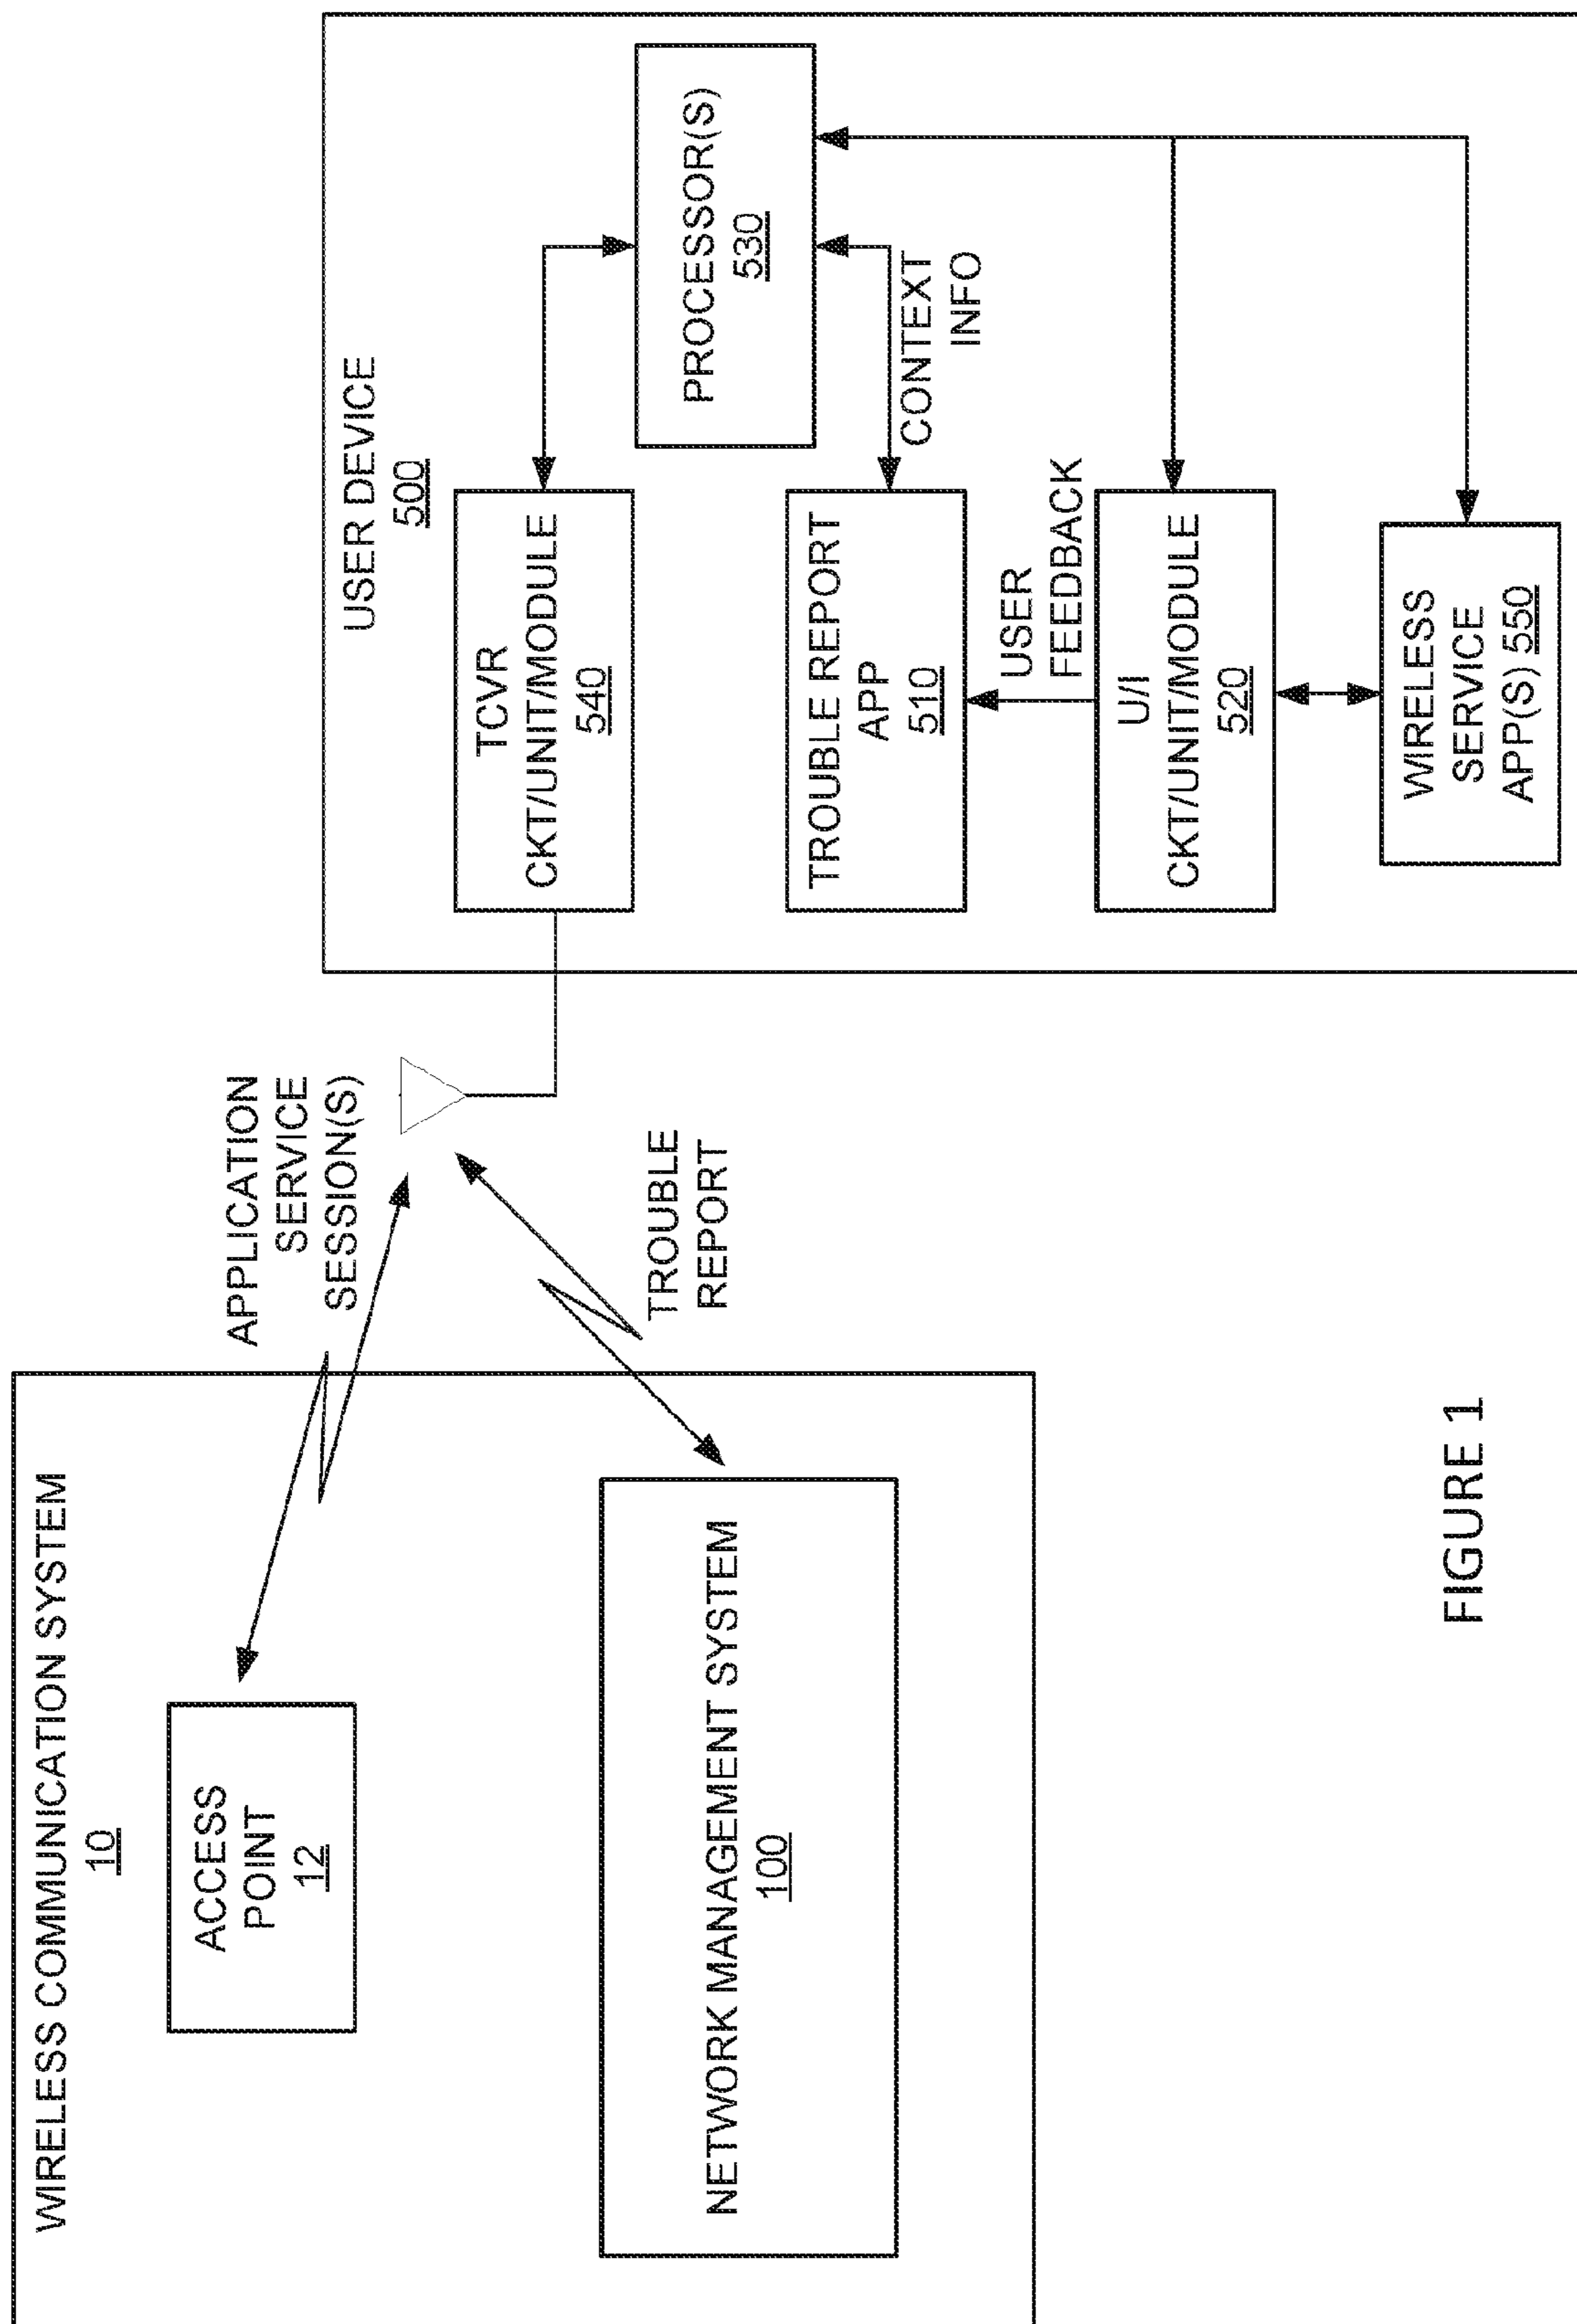 WIRELESS COMMUNICATION SYSTEM
10
ACCESS
POINT
12
NETWORK MANAGEMENT SYSTEM
100
APPLICATION
SERVICE
SESSION(S)
TROUBLE
REPORT
USER DEVICE
500
TCVR
CKT/UNIT/MODULE
540
PROCESSOR(S)
530
CONTEXT
INFO
TROUBLE REPORT
APP
510
USER
FEEDBACK
U/I
CKT/UNIT/MODULE
520
WIRELESS
SERVICE
APP(S) 550
FIGURE 1